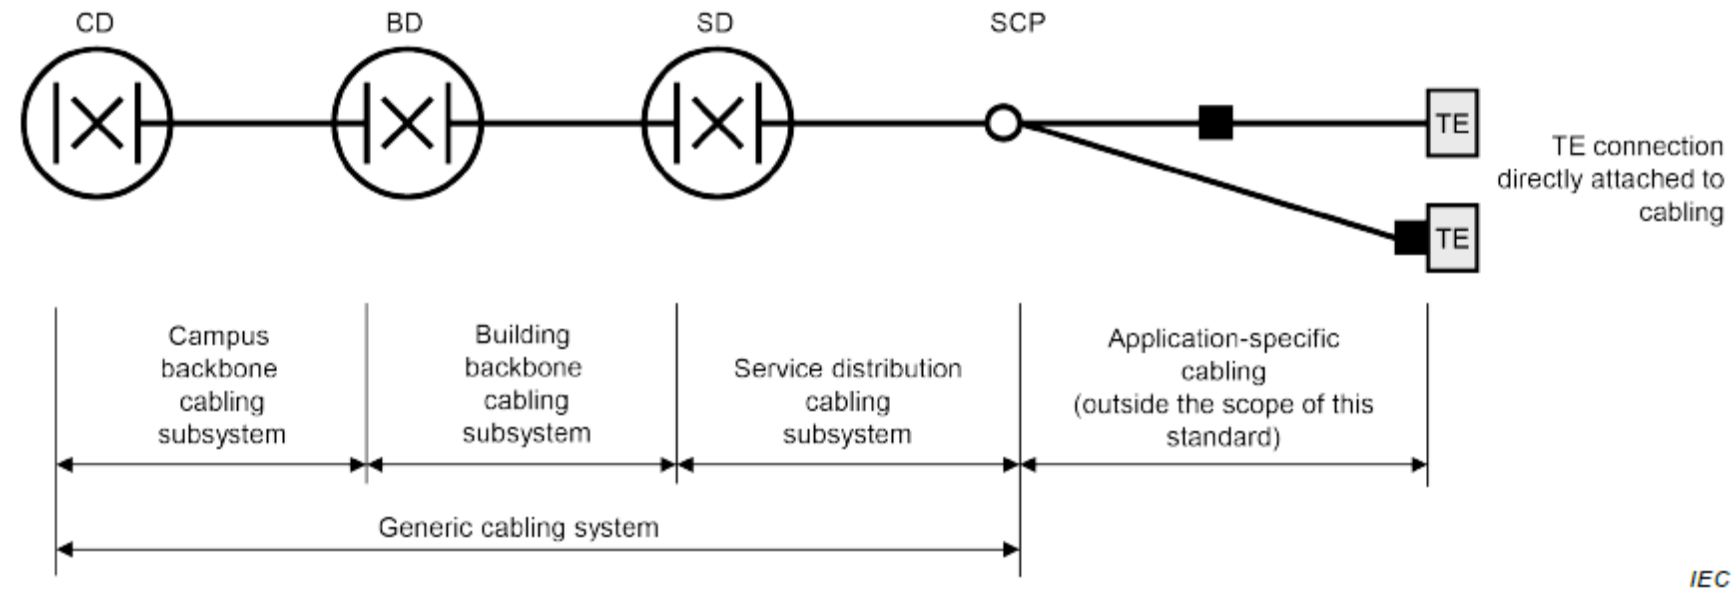 CD
BD
SD
SCP
TE
TE
TE connection
directly attached to
cabling
Campus
backbone
cabling
subsystem
Building
backbone
cabling
subsystem
Service distribution
cabling
subsystem
Application-specific
cabling
(outside the scope of this
standard)
Generic cabling system
IEC